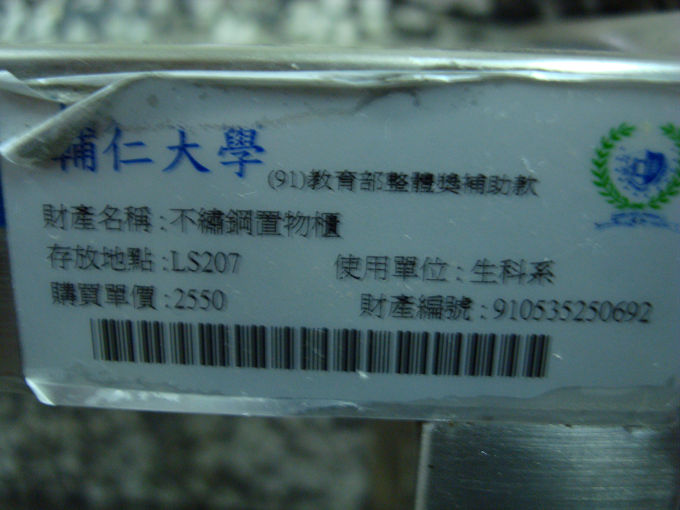 輔仁大學
(91)教育部整體獎補助款
財產名稱:不繡鋼置物櫃
存放地點:LS207 使用單位:生科系
購買單價:2550 財產編號:910535250692